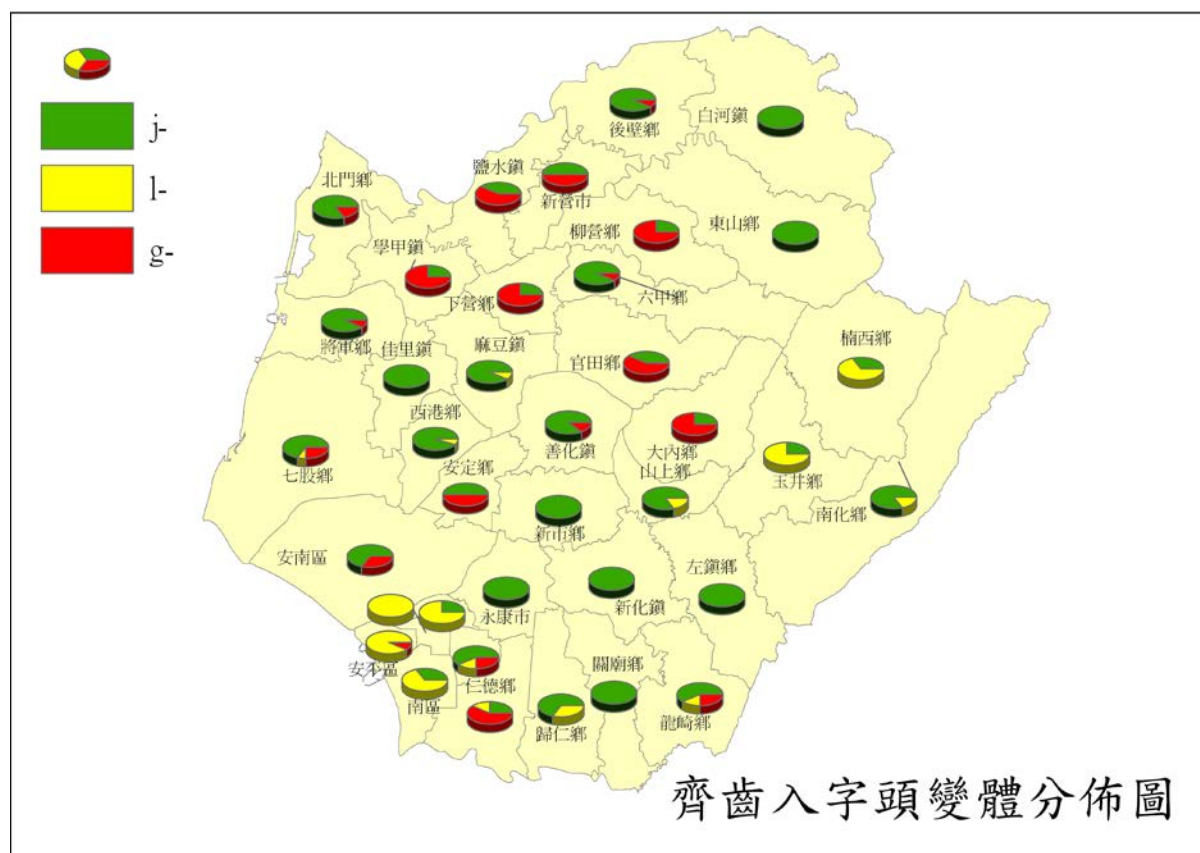 j-
l-
g-
後壁鄉
白河鎮
鹽水鎮
新營市
北門鄉
柳營鄉
東山鄉
學甲鎮
下營鄉
六甲鄉
將軍鄉
佳里鎮
麻豆鎮
官田鄉
楠西鄉
西港鄉
善化鎮
大內鄉
七股鄉
安定鄉
山上鄉
玉井鄉
南化鄉
新市鄉
安南區
左鎮鄉
永康市
新化鎮
安平區
關廟鄉
仁德鄉
南區
歸仁鄉
龍崎鄉
齊齒入字頭變體分佈圖